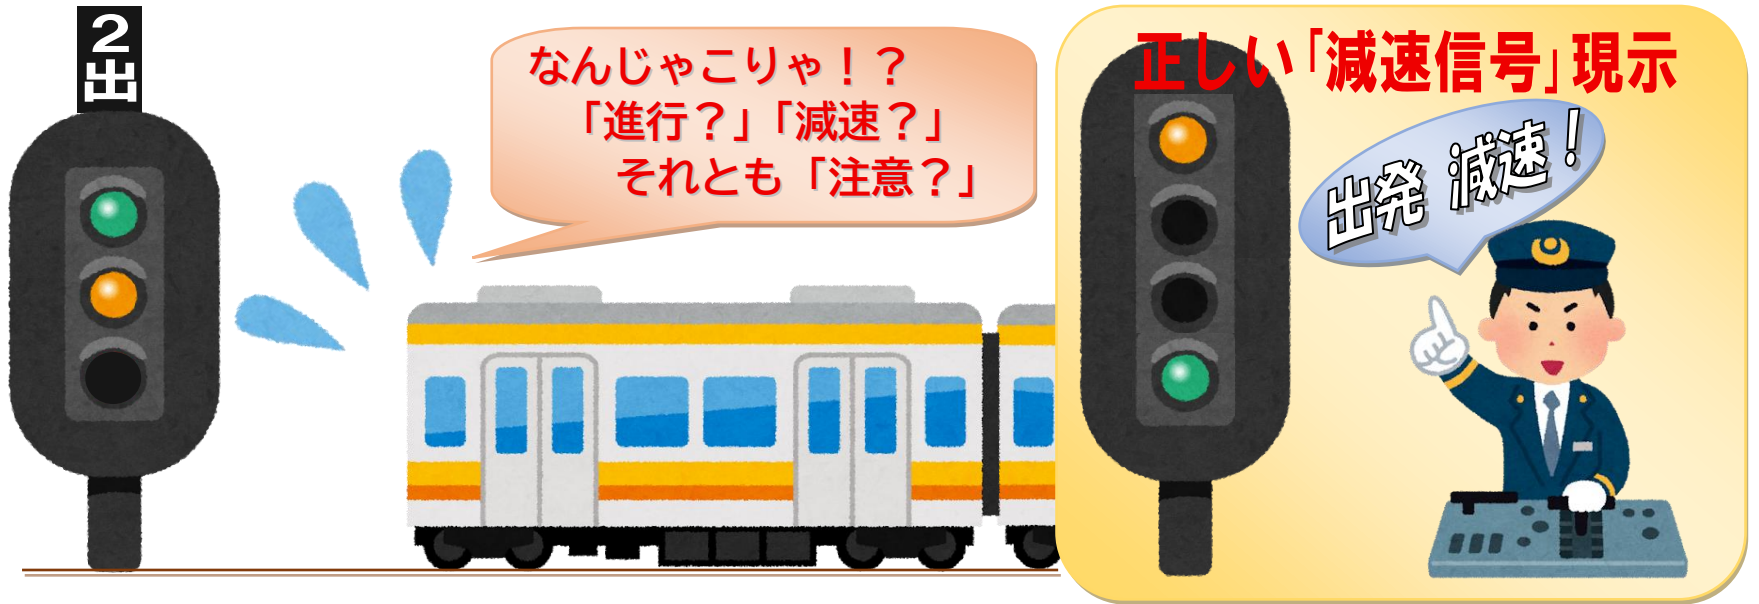 2
出
なんじゃこりゃ！？
「進行？」「減速？」
それとも「注意？」
正しい「減速信号」現示
出発 減速！